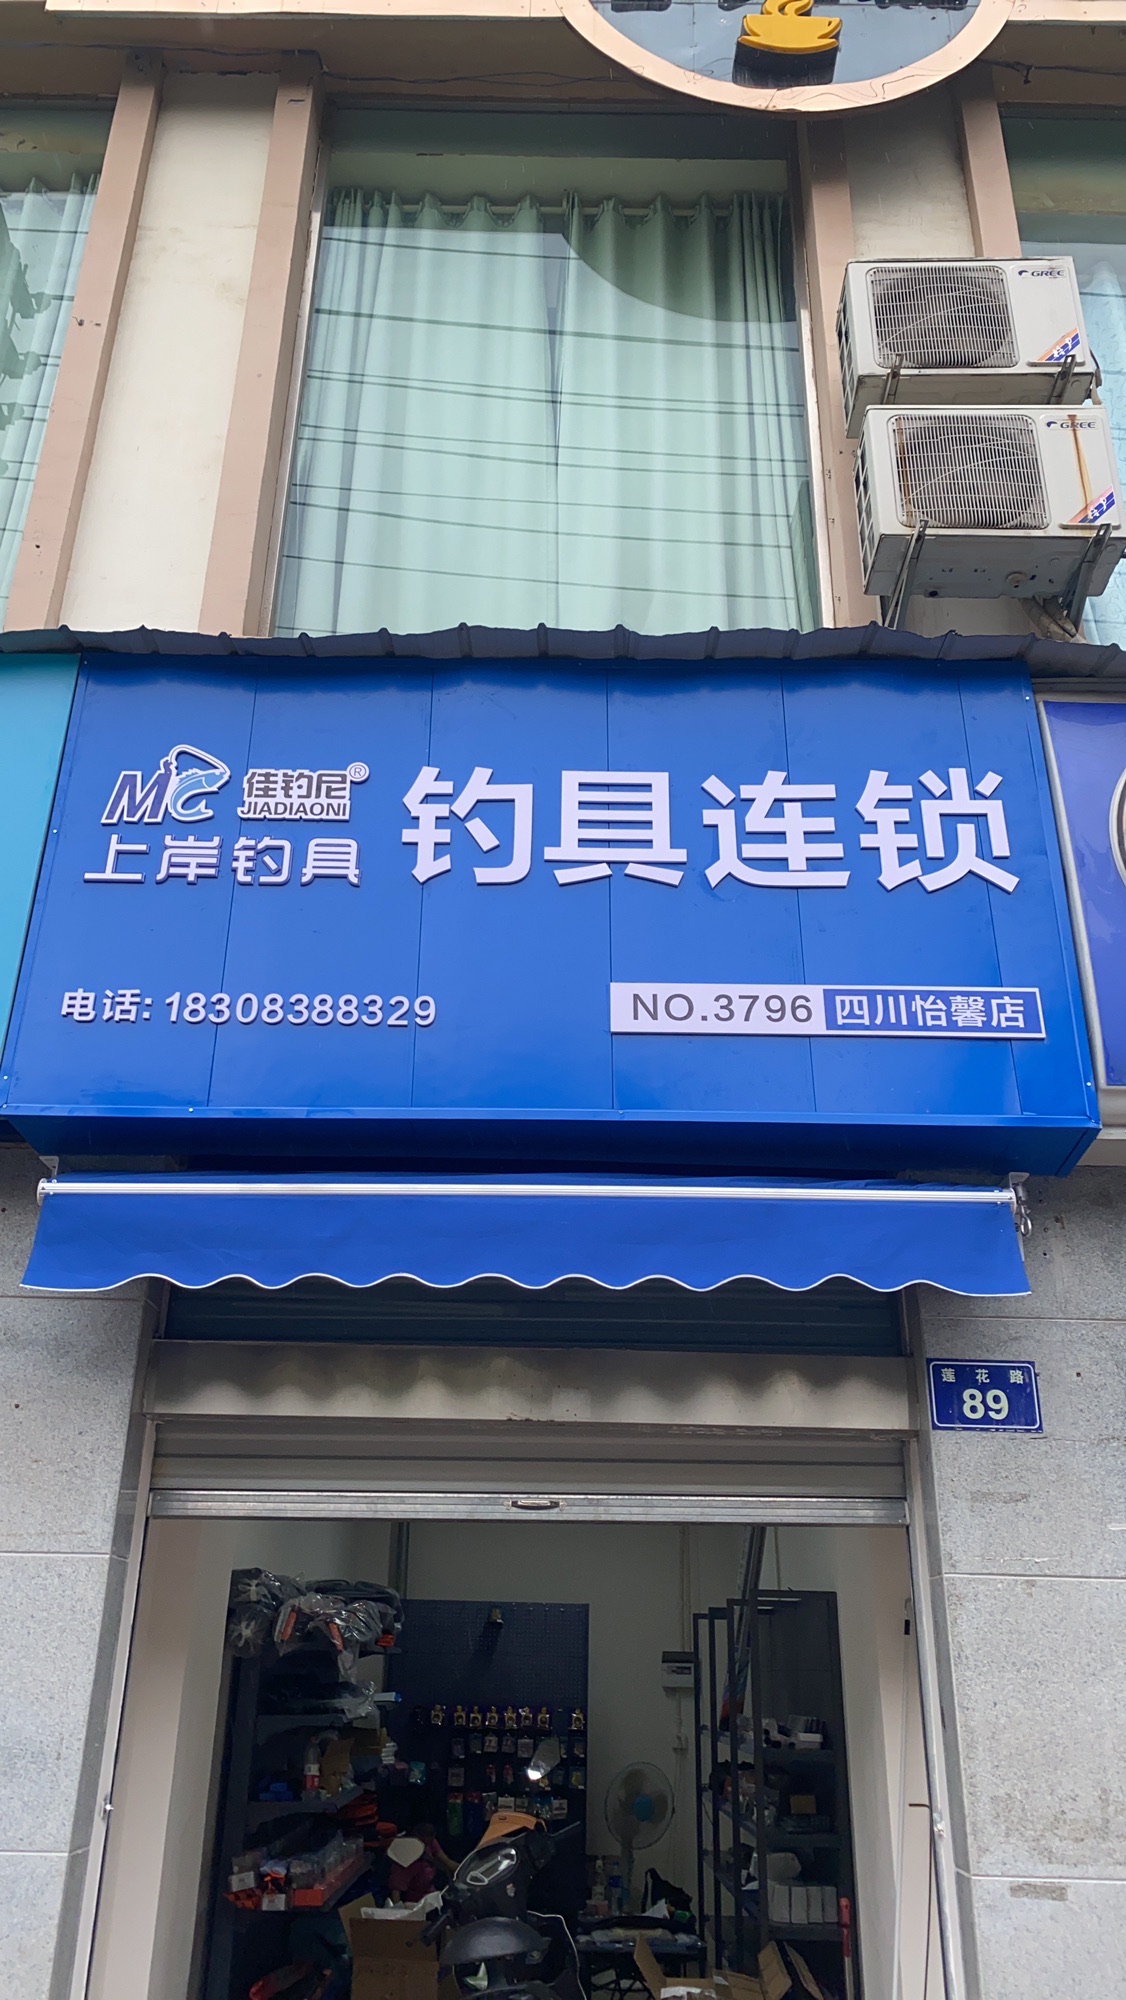 GREE
GREE
MC 佳钓尼®
JIADIAONI
上岸钓具
钓具连锁
电话: 18308388329
NO.3796 四川怡馨店
莲花路
89